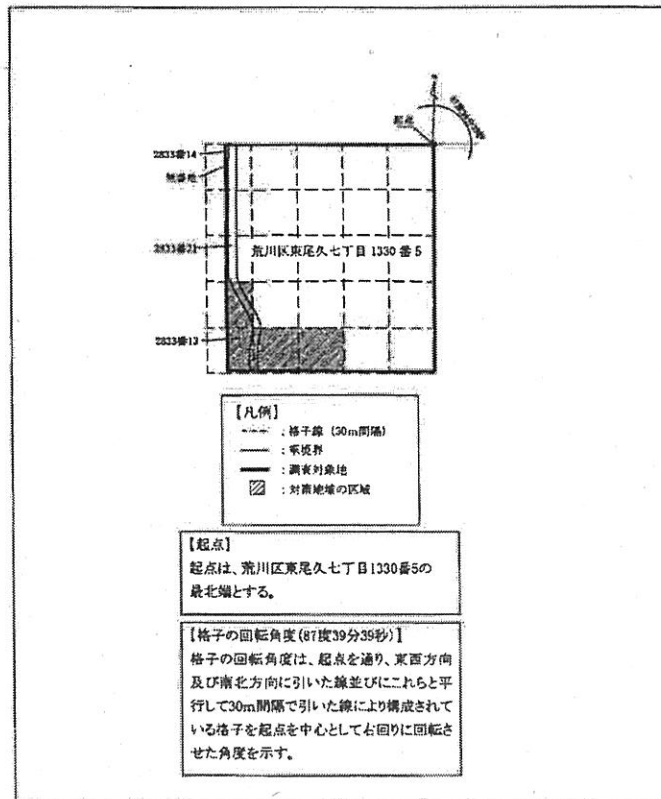 起点
2833番14
無番地
2833番21
荒川区東尾久七丁目1330番5
2833番13
【凡例】
：格子線（30m間隔）
：筆境界
：調査対象地
：対策地域の区域
【起点】
起点は、荒川区東尾久七丁目1330番5の
最北端とする。
【格子の回転角度(87度39分39秒)】
格子の回転角度は、起点を通り、東西方向
及び南北方向に引いた線並びにこれらと平
行して30m間隔で引いた線により構成されて
いる格子を起点を中心として右回りに回転さ
せた角度を示す。